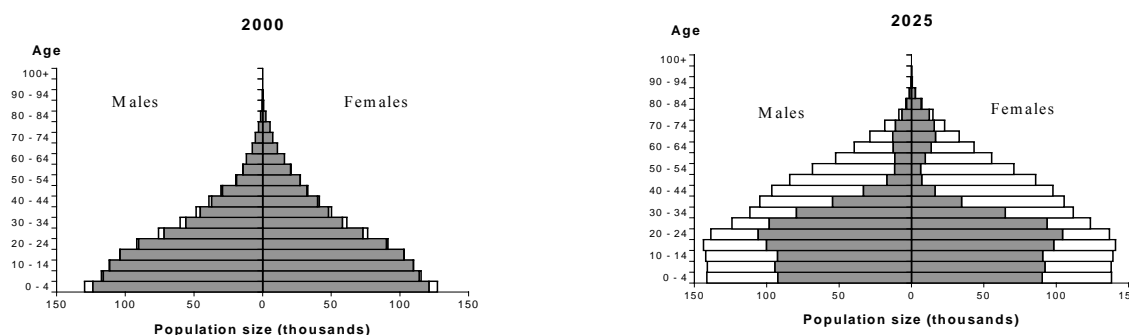 2000
Age
100+
90 - 94
80 - 84
70 - 74
60 - 64
50 - 54
40 - 44
30 - 34
20 - 24
10 - 14
0 - 4
Males
Females
150 100 50 0 50 100 150
Population size (thousands)
2025
Age
100+
90 - 94
80 - 84
70 - 74
60 - 64
50 - 54
40 - 44
30 - 34
20 - 24
10 - 14
0 - 4
Males
Females
150 100 50 0 50 100 150
Population size (thousands)